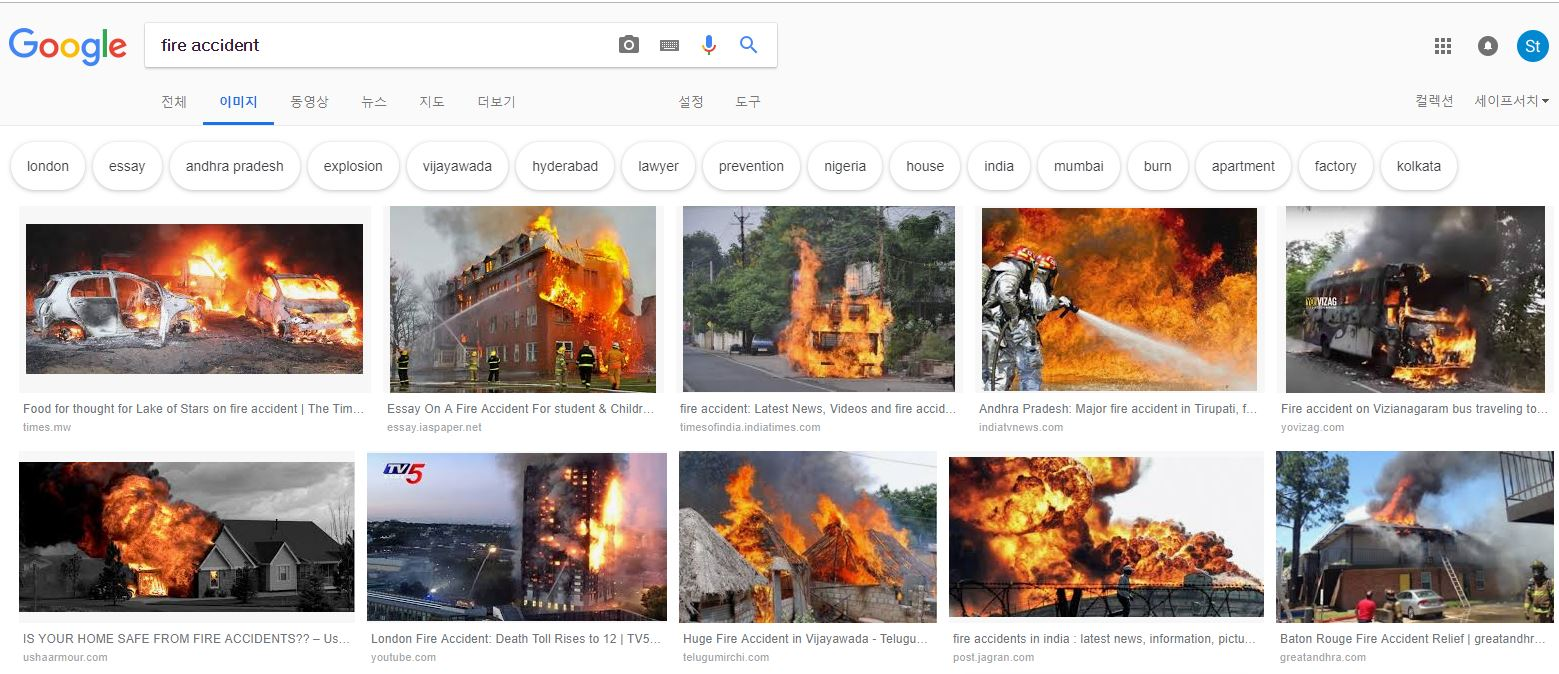 Google
fire accident
St
전체
이미지
동영상
뉴스
지도
더보기
설정
도구
컬렉션
세이프서치
london
essay
andhra pradesh
explosion
vijayawada
hyderabad
lawyer
prevention
nigeria
house
india
mumbai
burn
apartment
factory
kolkata
VIZAG
Food for thought for Lake of Stars on fire accident | The Tim...
times.mw
Essay On A Fire Accident For student & Childr...
essay.iaspaper.net
fire accident: Latest News, Videos and fire accid...
timesofindia.indiatimes.com
Andhra Pradesh: Major fire accident in Tirupati, f...
indiatvnews.com
Fire accident on Vizianagaram bus traveling to...
yovizag.com
TV5
IS YOUR HOME SAFE FROM FIRE ACCIDENTS?? – Us...
ushaarmour.com
London Fire Accident: Death Toll Rises to 12 | TV5...
youtube.com
Huge Fire Accident in Vijayawada - Telugu...
telugumirchi.com
fire accidents in india : latest news, information, pictu...
post.jagran.com
Baton Rouge Fire Accident Relief | greatandhr...
greatandhra.com